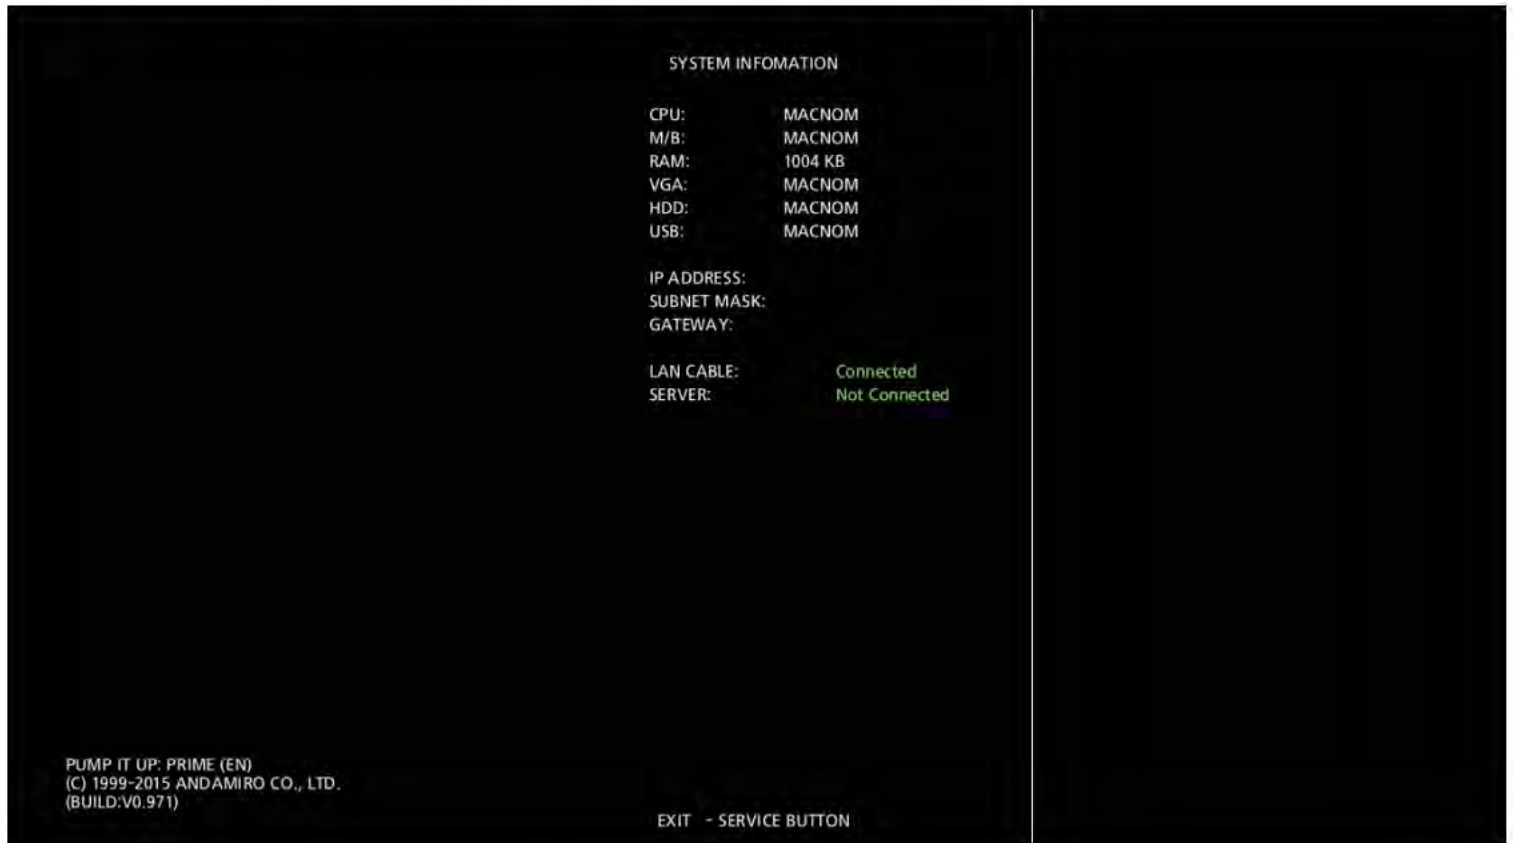 SYSTEM INFOMATION
CPU: MACNOM
M/B: MACNOM
RAM: 1004 KB
VGA: MACNOM
HDD: MACNOM
USB: MACNOM
IP ADDRESS:
SUBNET MASK:
GATEWAY:
LAN CABLE: Connected
SERVER: Not Connected
PUMP IT UP: PRIME (EN)
(C) 1999-2015 ANDAMIRO CO., LTD.
(BUILD:V0.971)
EXIT - SERVICE BUTTON